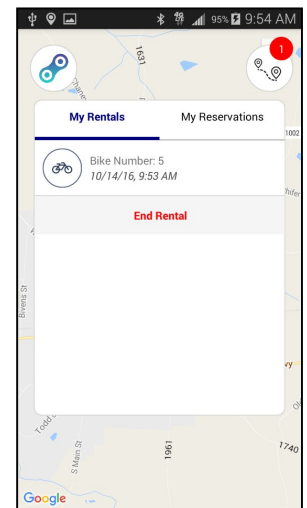 4G
95%
9:54 AM
1
1631
My Rentals
My Reservations
1002
Bike Number: 5
10/14/16, 9:53 AM
End Rental
Bivens St
S Main St
1961
1740
Google